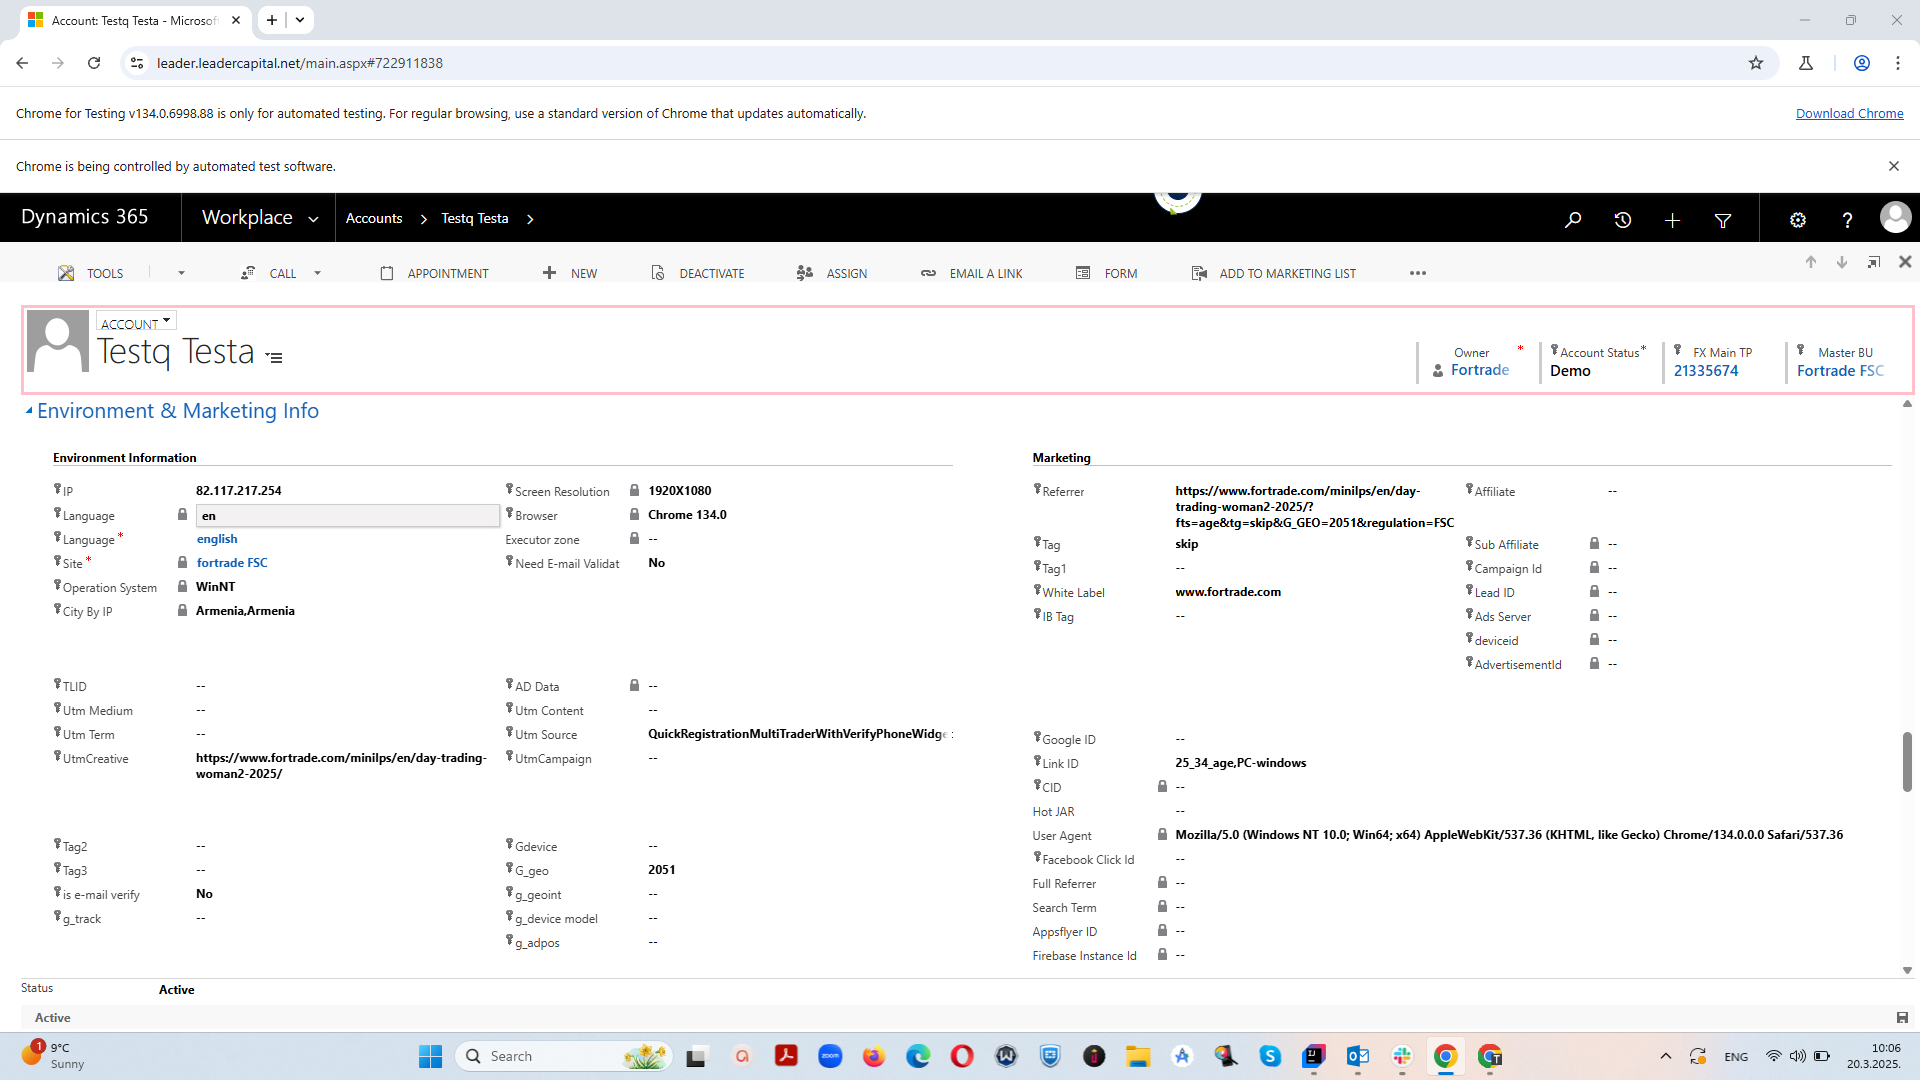 Account: Testq Testa - Microsof
leader.leadercapital.net/main.aspx#722911838
Chrome for Testing v134.0.6998.88 is only for automated testing. For regular browsing, use a standard version of Chrome that updates automatically.
Download Chrome
Chrome is being controlled by automated test software.
Dynamics 365
Workplace
Accounts
Testq Testa
TOOLS
CALL
APPOINTMENT
NEW
DEACTIVATE
ASSIGN
EMAIL A LINK
FORM
ADD TO MARKETING LIST
ACCOUNT
Testq Testa
Owner *
Fortrade
Account Status *
Demo
FX Main TP
21335674
Master BU
Fortrade FSC
Environment & Marketing Info
Environment Information
IP 82.117.217.254
Language en
Language * english
Site * fortrade FSC
Operation System WinNT
City By IP Armenia,Armenia
Screen Resolution 1920X1080
Browser Chrome 134.0
Executor zone --
Need E-mail Validat No
TLID --
Utm Medium --
Utm Term --
UtmCreative https://www.fortrade.com/minilps/en/day-trading-
woman2-2025/
AD Data --
Utm Content --
Utm Source QuickRegistrationMultiTraderWithVerifyPhoneWidge
UtmCampaign --
Tag2 --
Tag3 --
is e-mail verify No
g_track --
Gdevice --
G_geo 2051
g_geoint --
g_device model --
g_adpos --
Marketing
Referrer https://www.fortrade.com/minilps/en/day-
trading-woman2-2025/?
fts=age&tg=skip&G_GEO=2051&regulation=FSC
Tag skip
Tag1 --
White Label www.fortrade.com
IB Tag --
Affiliate --
Sub Affiliate --
Campaign Id --
Lead ID --
Ads Server --
deviceid --
AdvertisementId --
Google ID --
Link ID 25_34_age,PC-windows
CID --
Hot JAR --
User Agent Mozilla/5.0 (Windows NT 10.0; Win64; x64) AppleWebKit/537.36 (KHTML, like Gecko) Chrome/134.0.0.0 Safari/537.36
Facebook Click Id --
Full Referrer --
Search Term --
Appsflyer ID --
Firebase Instance Id --
Status Active
Active
1
9°C
Sunny
Search
zoom
ENG
10:06
20.3.2025.